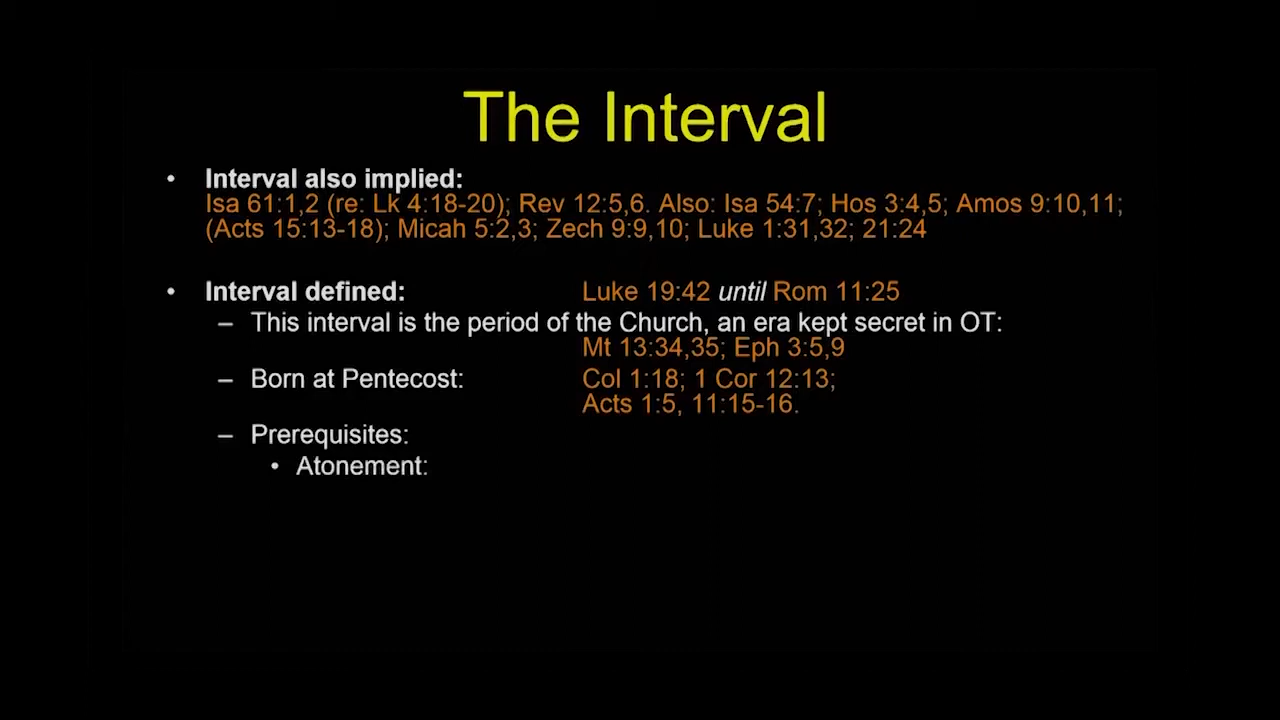 The Interval
• Interval also implied:
Isa 61:1,2 (re: Lk 4:18-20); Rev 12:5,6. Also: Isa 54:7; Hos 3:4,5; Amos 9:10,11;
(Acts 15:13-18); Micah 5:2,3; Zech 9:9,10; Luke 1:31,32; 21:24
• Interval defined: Luke 19:42 until Rom 11:25
– This interval is the period of the Church, an era kept secret in OT:
Mt 13:34,35; Eph 3:5,9
– Born at Pentecost: Col 1:18; 1 Cor 12:13;
Acts 1:5, 11:15-16.
– Prerequisites:
• Atonement: